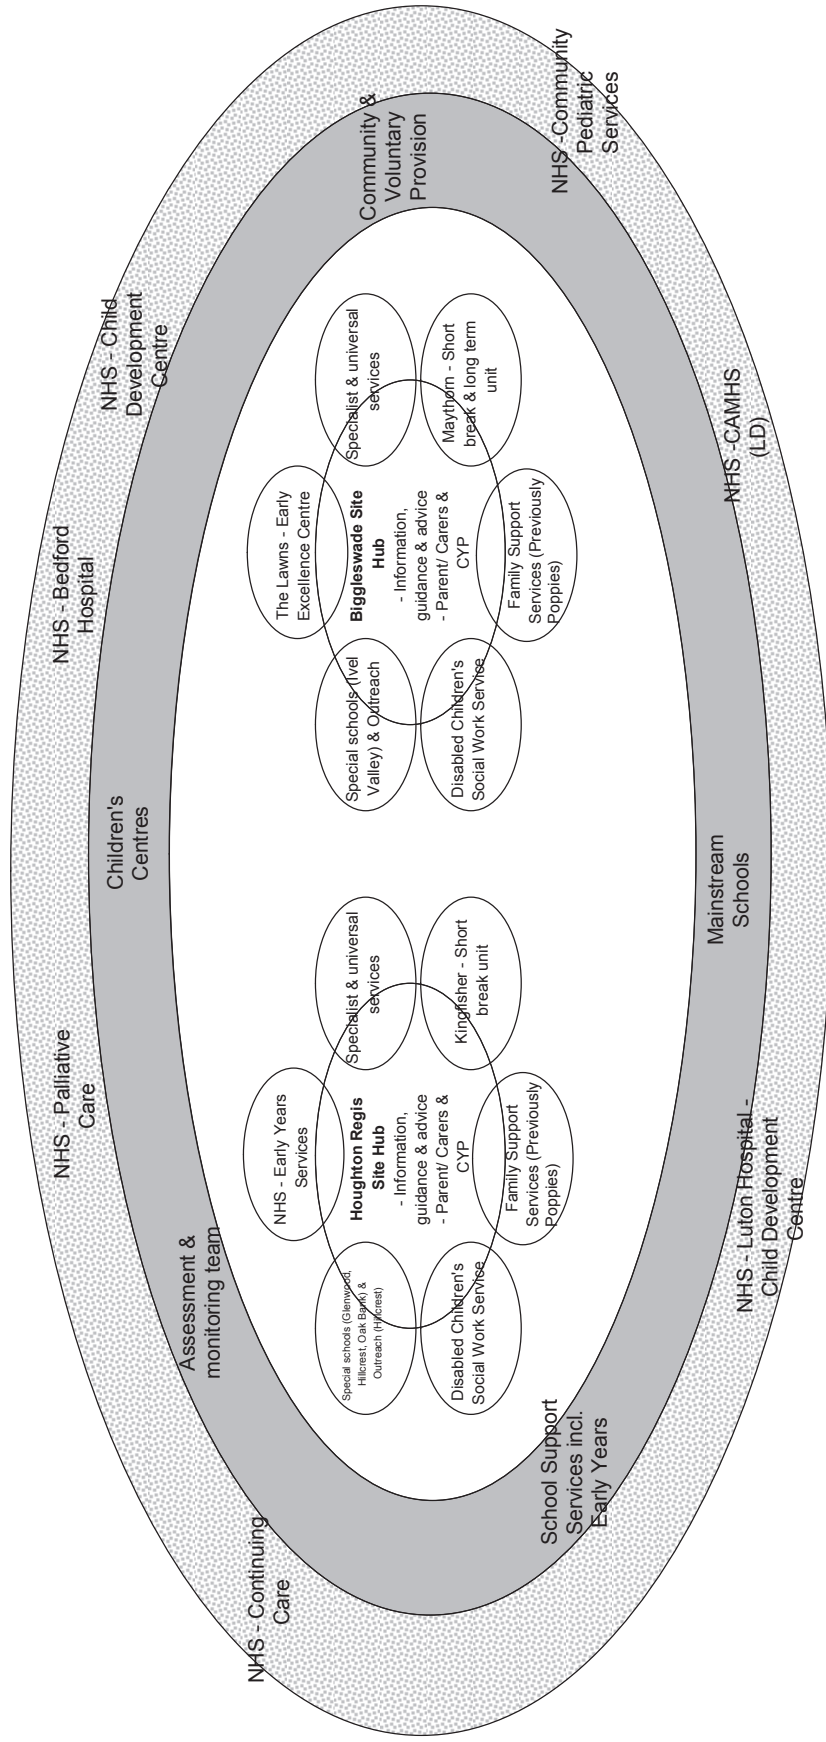 NHS - Continuing
Care
NHS - Palliative
Care
NHS - Bedford
Hospital
NHS - Child
Development
Centre
Assessment &
monitoring team
Children's
Centres
Community &
Voluntary
Provision
NHS - Early Years
Services
Special schools (Glenwood,
Hillcrest, Oak Bank) &
Outreach (Hillcrest)
Houghton Regis
Site Hub
- Information,
guidance & advice
- Parent/ Carers &
CYP
Specialist & universal
services
Disabled Children's
Social Work Service
Family Support
Services (Previously
Poppies)
Kingfisher - Short
break unit
The Lawns - Early
Excellence Centre
Special schools (Ivel
Valley) & Outreach
Biggleswade Site
Hub
- Information,
guidance & advice
- Parent/ Carers &
CYP
Specialist & universal
services
Disabled Children's
Social Work Service
Family Support
Services (Previously
Poppies)
Maythorn - Short
break & long term
unit
School Support
Services incl.
Early Years
Mainstream
Schools
NHS - Luton Hospital -
Child Development
Centre
NHS -CAMHS
(LD)
NHS -Community
Pediatric
Services